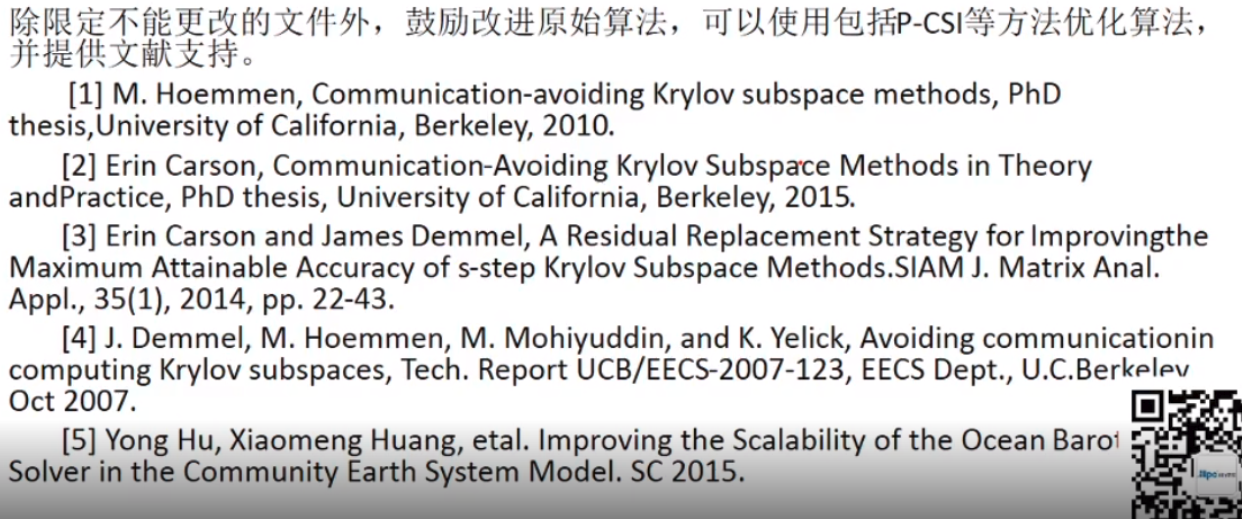 除限定不能更改的文件外，鼓励改进原始算法，可以使用包括P-CSI等方法优化算法，
并提供文献支持。
[1] M. Hoemmen, Communication-avoiding Krylov subspace methods, PhD
thesis,University of California, Berkeley, 2010.
[2] Erin Carson, Communication-Avoiding Krylov Subspace Methods in Theory
andPractice, PhD thesis, University of California, Berkeley, 2015.
[3] Erin Carson and James Demmel, A Residual Replacement Strategy for Improvingthe
Maximum Attainable Accuracy of s-step Krylov Subspace Methods.SIAM J. Matrix Anal.
Appl., 35(1), 2014, pp. 22-43.
[4] J. Demmel, M. Hoemmen, M. Mohiyuddin, and K. Yelick, Avoiding communicationin
computing Krylov subspaces, Tech. Report UCB/EECS-2007-123, EECS Dept., U.C.Berkeley
Oct 2007.
[5] Yong Hu, Xiaomeng Huang, etal. Improving the Scalability of the Ocean
Solver in the Community Earth System Model. SC 2015.